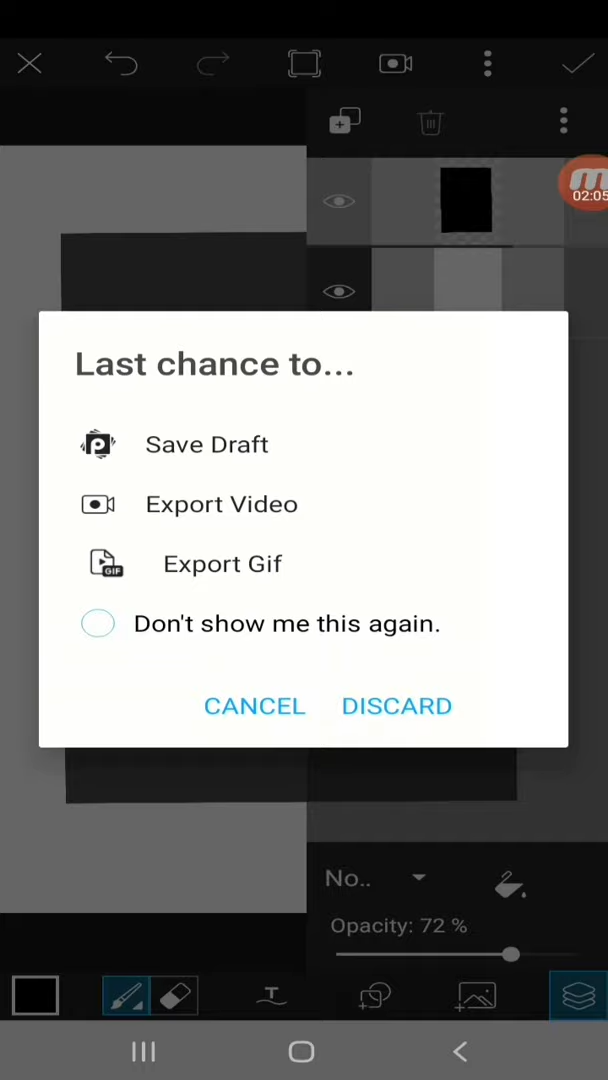 02:05
Last chance to...
Save Draft
Export Video
GIF
Export Gif
Don't show me this again.
CANCEL DISCARD
No..
Opacity: 72 %
T